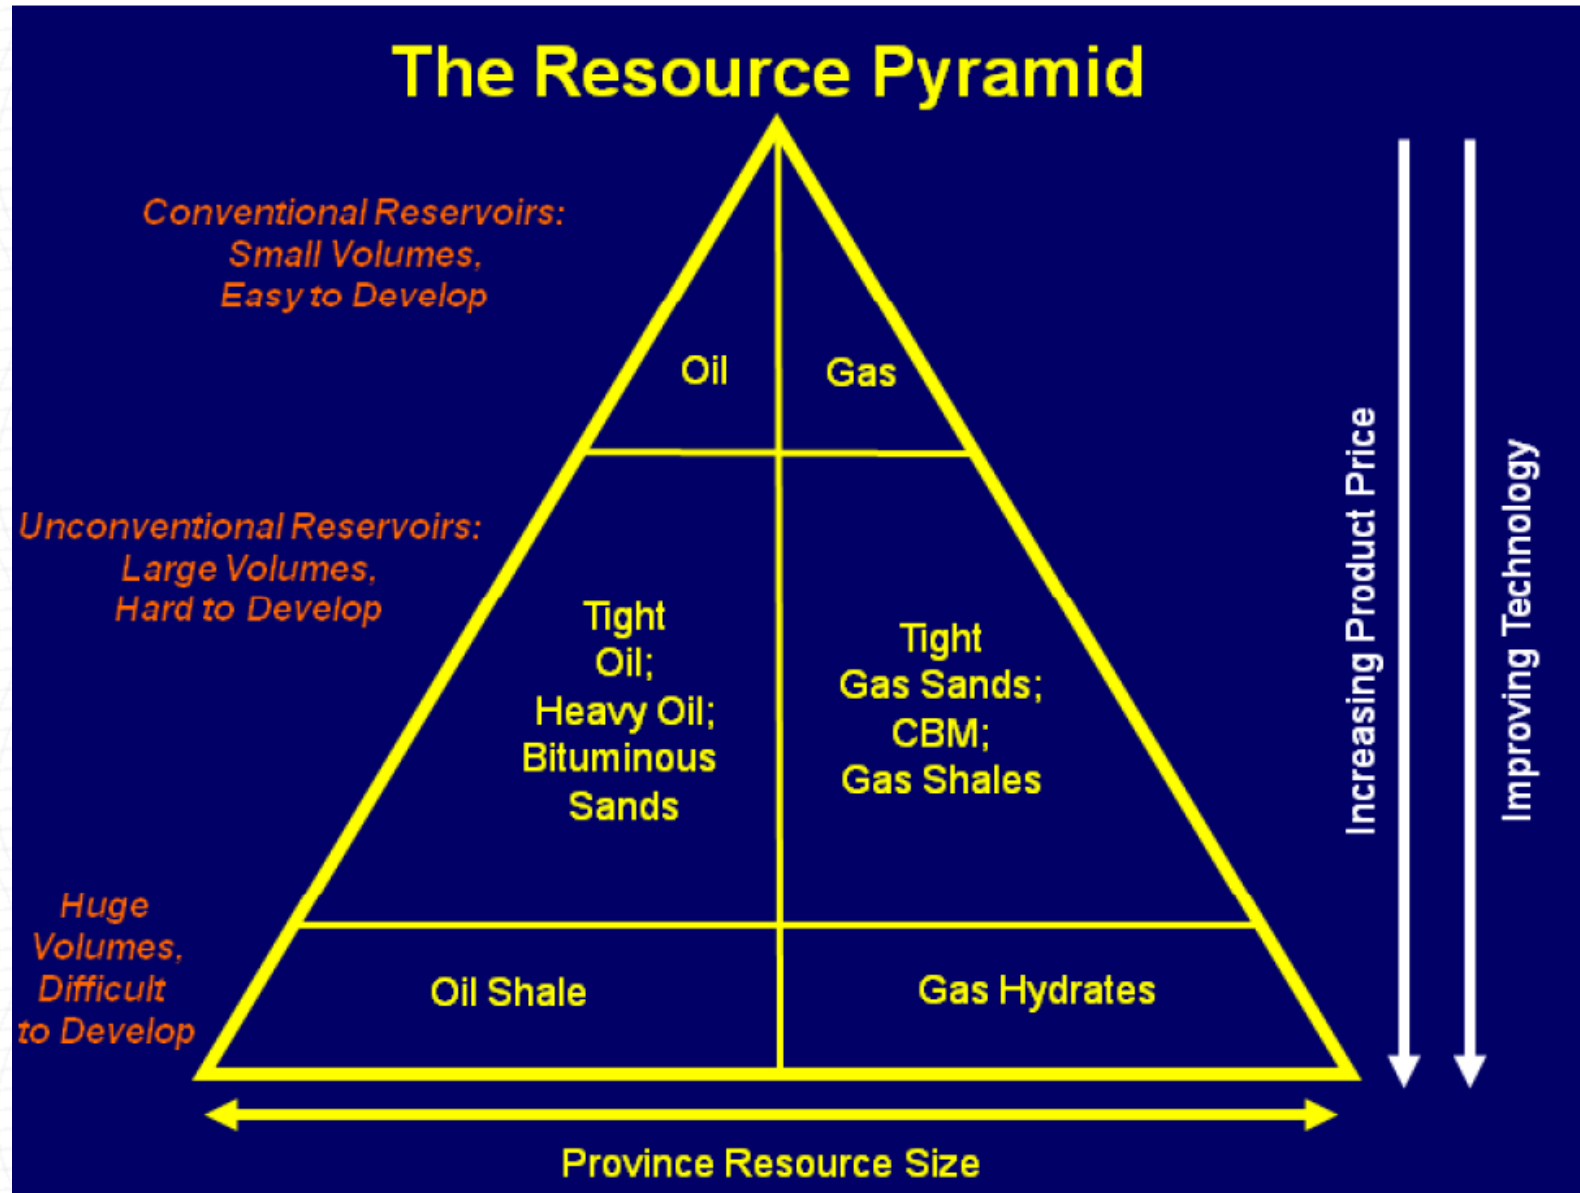 The Resource Pyramid
Conventional Reservoirs:
Small Volumes,
Easy to Develop
Oil
Gas
Unconventional Reservoirs:
Large Volumes,
Hard to Develop
Tight
Oil;
Heavy Oil;
Bituminous
Sands
Tight
Gas Sands;
CBM;
Gas Shales
Huge
Volumes,
Difficult
to Develop
Oil Shale
Gas Hydrates
Increasing Product Price
Improving Technology
Province Resource Size